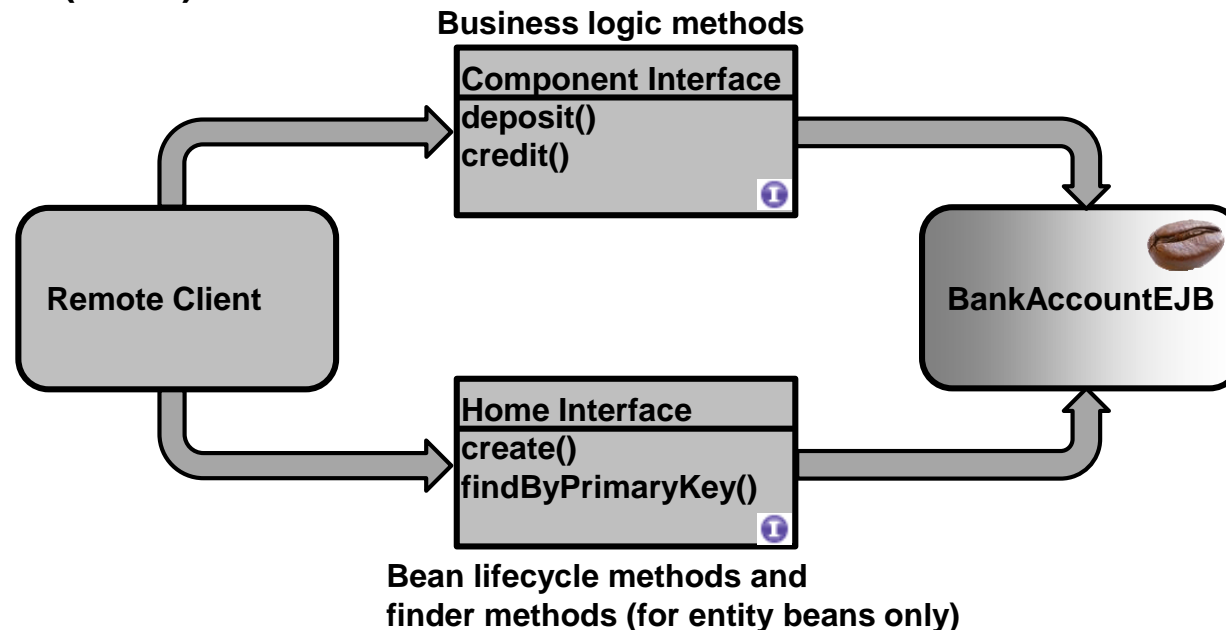 Business logic methods
Component Interface
deposit()
credit()
I
Remote Client
BankAccountEJB
Home Interface
create()
findByPrimaryKey()
I
Bean lifecycle methods and
finder methods (for entity beans only)